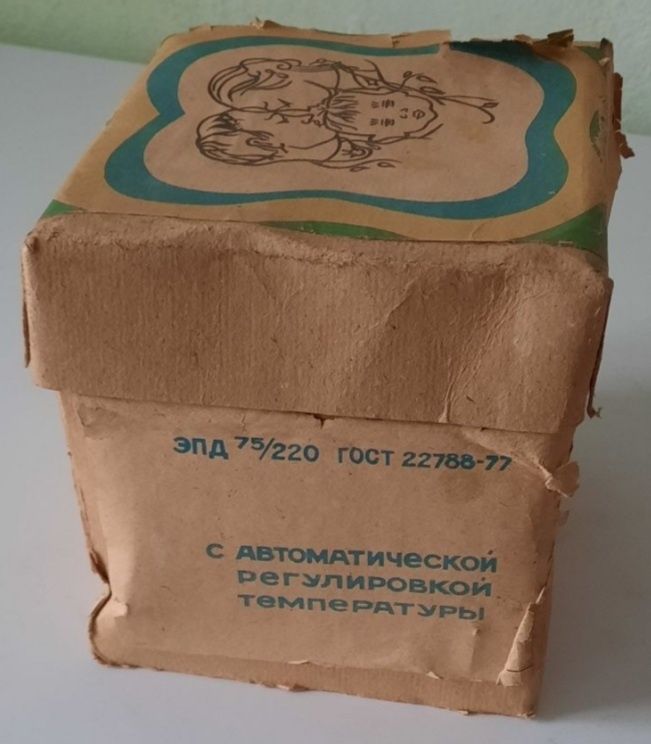 ЭПД 75/220 ГОСТ 22788-77
С АВТОМАТИЧЕСКОЙ
РЕГУЛИРОВКОЙ
ТЕМПЕРАТУРЫ